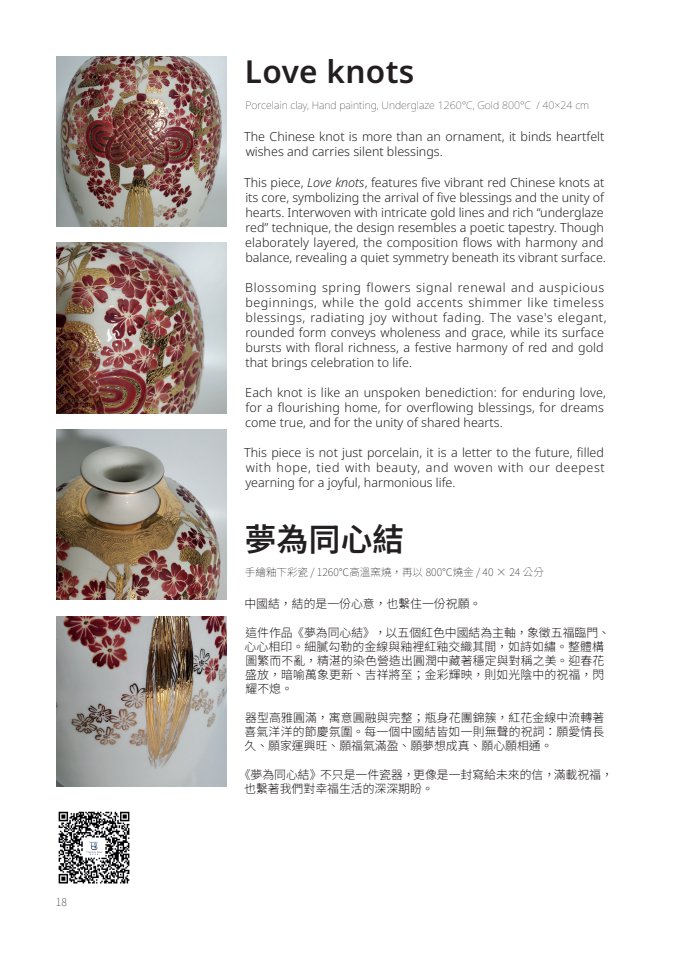 Love knots
Porcelain clay, Hand painting, Underglaze 1260°C, Gold 800°C / 40×24 cm
The Chinese knot is more than an ornament, it binds heartfelt
wishes and carries silent blessings.
This piece, Love knots, features five vibrant red Chinese knots at
its core, symbolizing the arrival of five blessings and the unity of
hearts. Interwoven with intricate gold lines and rich “underglaze
red” technique, the design resembles a poetic tapestry. Though
elaborately layered, the composition flows with harmony and
balance, revealing a quiet symmetry beneath its vibrant surface.
Blossoming spring flowers signal renewal and auspicious
beginnings, while the gold accents shimmer like timeless
blessings, radiating joy without fading. The vase's elegant,
rounded form conveys wholeness and grace, while its surface
bursts with floral richness, a festive harmony of red and gold
that brings celebration to life.
Each knot is like an unspoken benediction: for enduring love,
for a flourishing home, for overflowing blessings, for dreams
come true, and for the unity of shared hearts.
This piece is not just porcelain, it is a letter to the future, filled
with hope, tied with beauty, and woven with our deepest
yearning for a joyful, harmonious life.
夢為同心結
手繪釉下彩瓷 / 1260°C高溫窯燒，再以 800°C燒金 / 40 × 24 公分
中國結，結的是一份心意，也繫住一份祝願。
這件作品《夢為同心結》，以五個紅色中國結為主軸，象徵五福臨門、
心心相印。細膩勾勒的金線與釉裡紅釉交織其間，如詩如繡。整體構
圖繁而不亂，精湛的染色營造出圓潤中藏著穩定與對稱之美。迎春花
盛放，暗喻萬象更新、吉祥將至；金彩輝映，則如光陰中的祝福，閃
耀不熄。
器型高雅圓滿，寓意圓融與完整；瓶身花團錦簇，紅花金線中流轉著
喜氣洋洋的節慶氛圍。每一個中國結皆如一則無聲的祝詞：願愛情長
久、願家運興旺、願福氣滿盈、願夢想成真、願心願相通。
《夢為同心結》不只是一件瓷器，更像是一封寫給未來的信，滿載祝福，
也繫著我們對幸福生活的深深期盼。
18